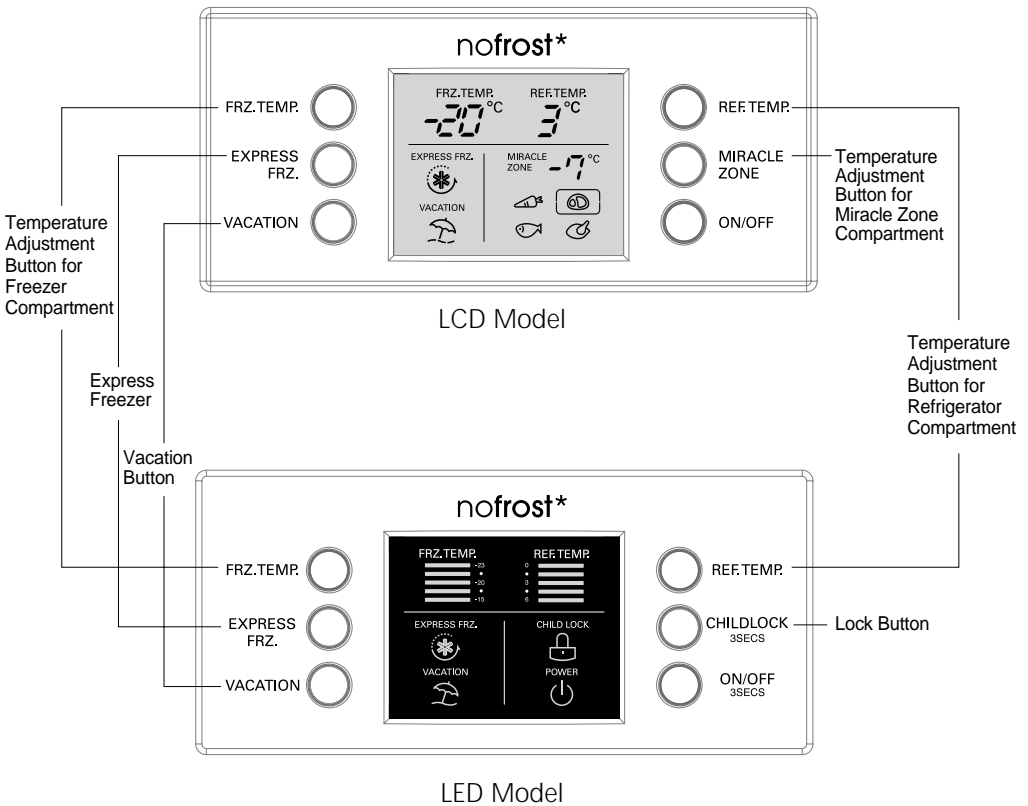 nofrost*
FRZ.TEMP.
EXPRESS
FRZ.
VACATION
FRZ.TEMP. REF.TEMP.
-20°C 3°C
EXPRESS FRZ.
VACATION
MIRACLE
ZONE -7°C
REF.TEMP.
MIRACLE
ZONE
ON/OFF
Temperature
Adjustment
Button for
Miracle Zone
Compartment
LCD Model
Temperature
Adjustment
Button for
Freezer
Compartment
Express
Freezer
Vacation
Button
Temperature
Adjustment
Button for
Refrigerator
Compartment
nofrost*
FRZ.TEMP.
EXPRESS
FRZ.
VACATION
FRZ.TEMP. REF.TEMP.
-23 0
-20 3
-15 6
EXPRESS FRZ. CHILD LOCK
VACATION POWER
REF.TEMP.
CHILDLOCK
3SECS
ON/OFF
3SECS
Lock Button
LED Model